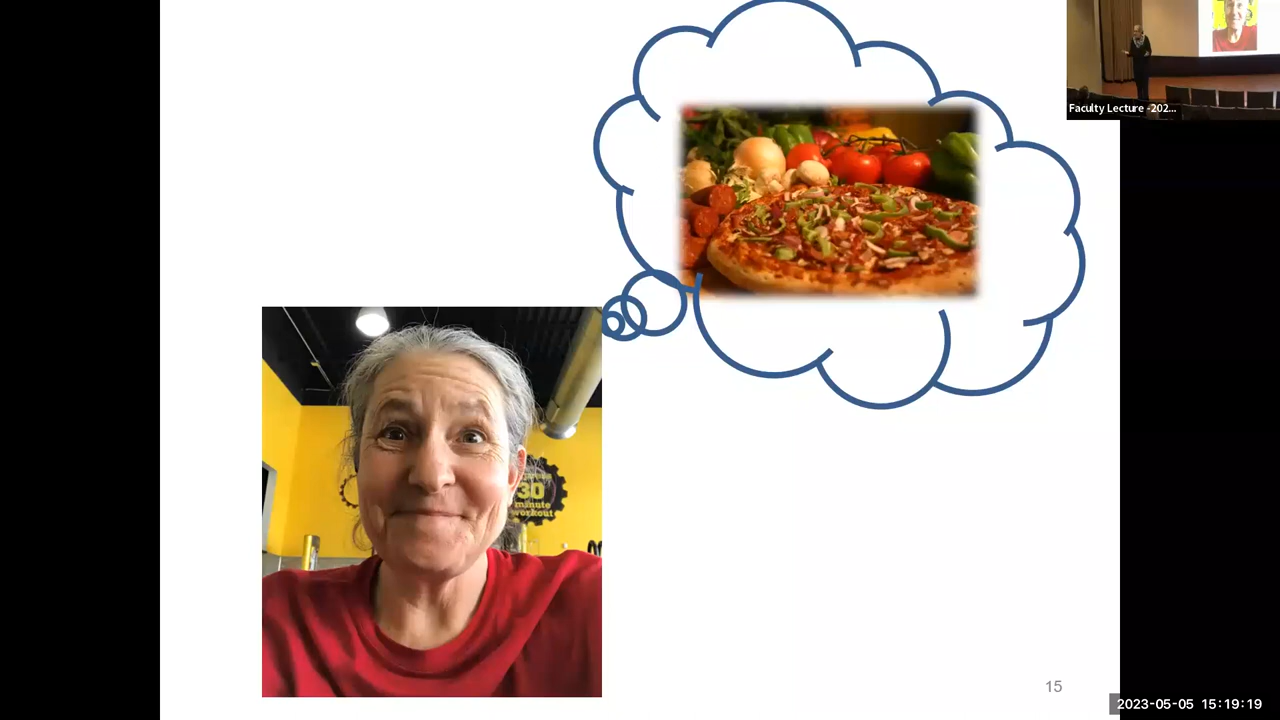 Faculty Lecture -202...
30
minute
workout
15
2023-05-05 15:19:19